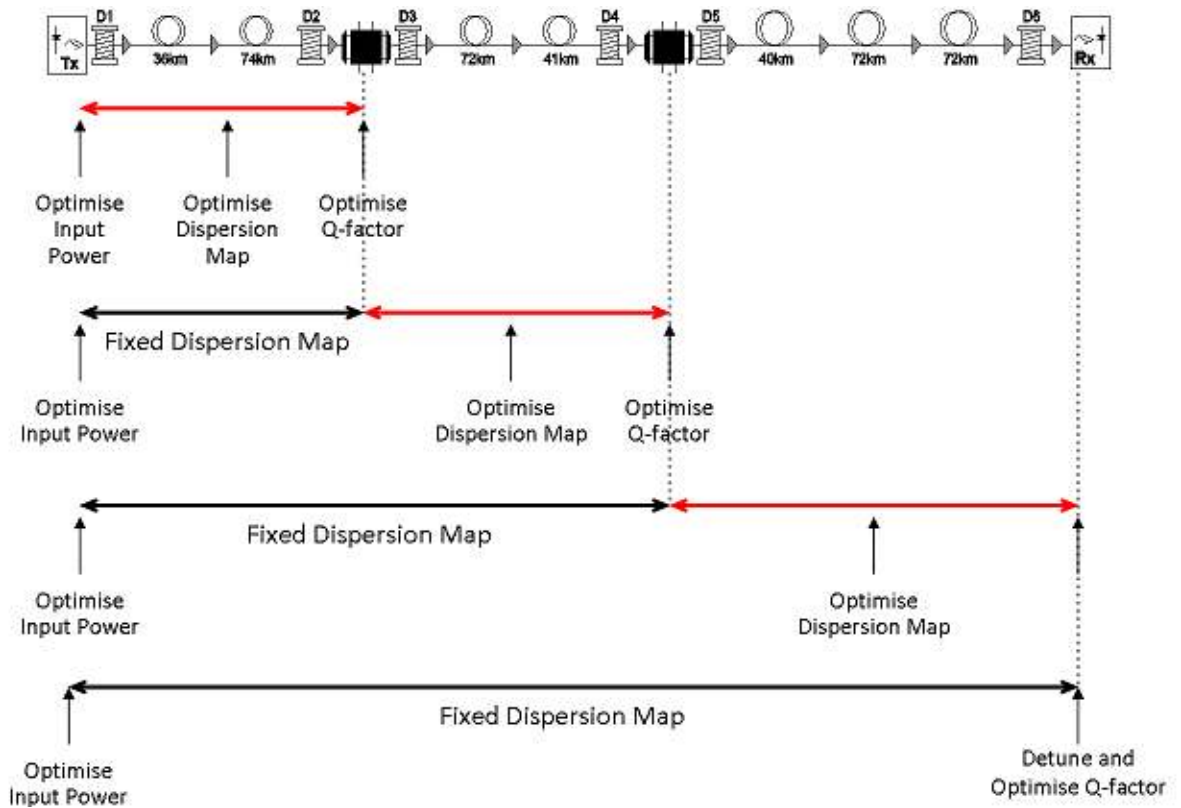 D1 D2 D3 D4 D5 D6
Tx 36km 74km 72km 41km 40km 72km 72km Rx
Optimise
Input
Power
Optimise
Dispersion
Map
Optimise
Q-factor
Fixed Dispersion Map
Optimise
Input Power
Optimise
Dispersion Map
Optimise
Q-factor
Fixed Dispersion Map
Optimise
Input Power
Optimise
Dispersion Map
Fixed Dispersion Map
Optimise
Input Power
Detune and
Optimise Q-factor